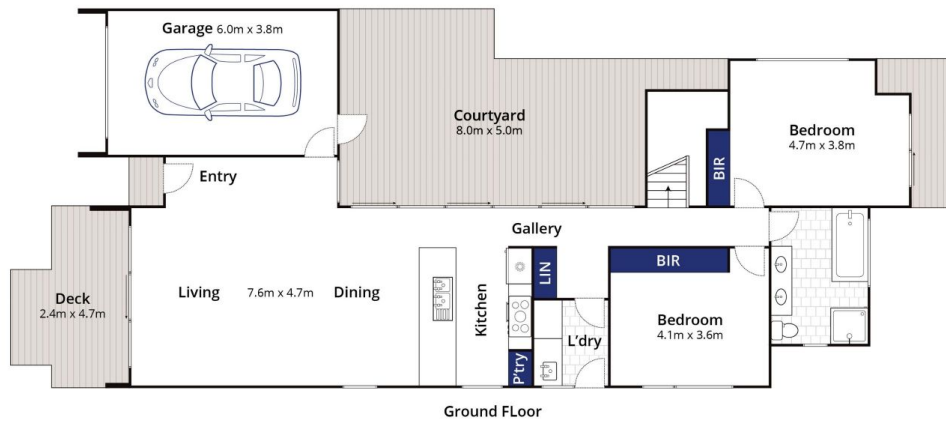 Garage 6.0m x 3.8m
Courtyard
8.0m x 5.0m
Bedroom
4.7m x 3.8m
BIR
Entry
Gallery
Deck
2.4m x 4.7m
Living 7.6m x 4.7m Dining
Kitchen
P'try
LIN
L'dry
BIR
Bedroom
4.1m x 3.6m
Ground FLoor